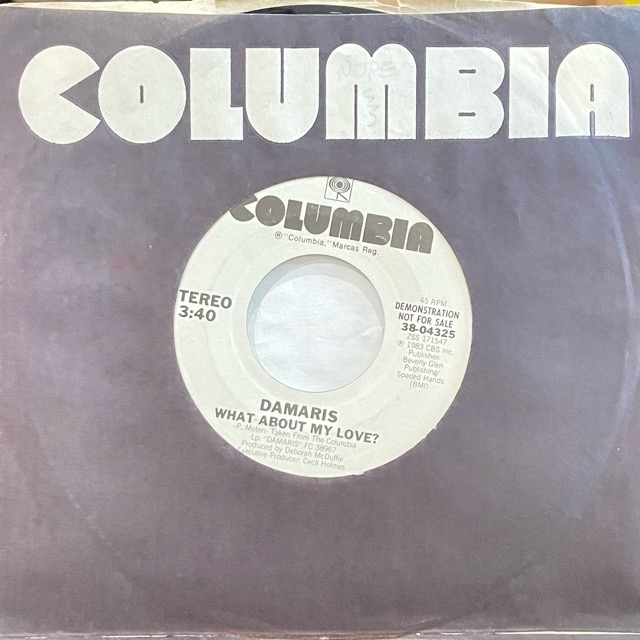 COLUMBIA
NOPE
COLUMBIA
® "Columbia," Marcas Reg.
TEREO
3:40
45 RPM
DEMONSTRATION
NOT FOR SALE
38-04325
ZSS 171547
℗ 1983 CBS Inc.
Publisher:
Beverly Glen
Publishing/
Spaced Hands
(BMI)
DAMARIS
WHAT ABOUT MY LOVE?
-P. Moten- Taken From The Columbia
Lp: "DAMARIS" FC 38967
Produced by Deborah McDuffie
Executive Producer: Cecil Holmes